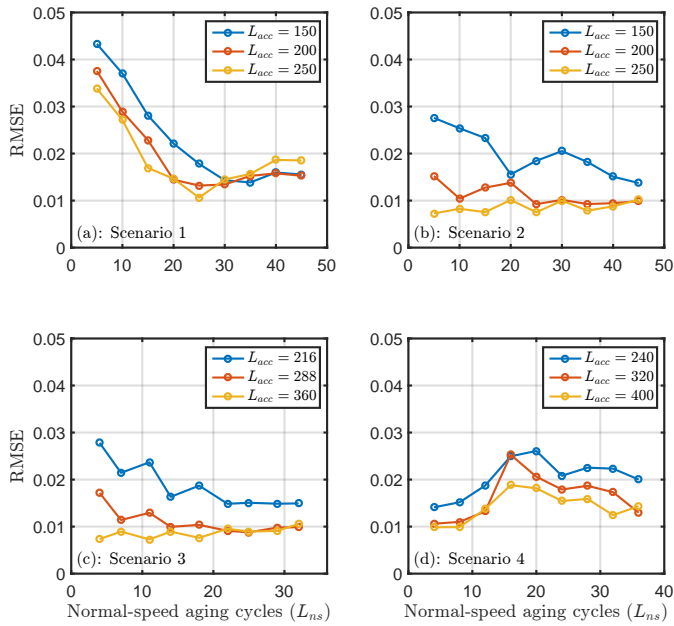 0.05
0.04
0.03
0.02
0.01
0
RMSE
L_acc = 150
L_acc = 200
L_acc = 250
(a): Scenario 1
0 10 20 30 40 50
0.05
0.04
0.03
0.02
0.01
0
L_acc = 150
L_acc = 200
L_acc = 250
(b): Scenario 2
0 10 20 30 40 50
0.05
0.04
0.03
0.02
0.01
0
RMSE
L_acc = 216
L_acc = 288
L_acc = 360
(c): Scenario 3
0 10 20 30
Normal-speed aging cycles (L_ns)
0.05
0.04
0.03
0.02
0.01
0
L_acc = 240
L_acc = 320
L_acc = 400
(d): Scenario 4
0 10 20 30 40
Normal-speed aging cycles (L_ns)